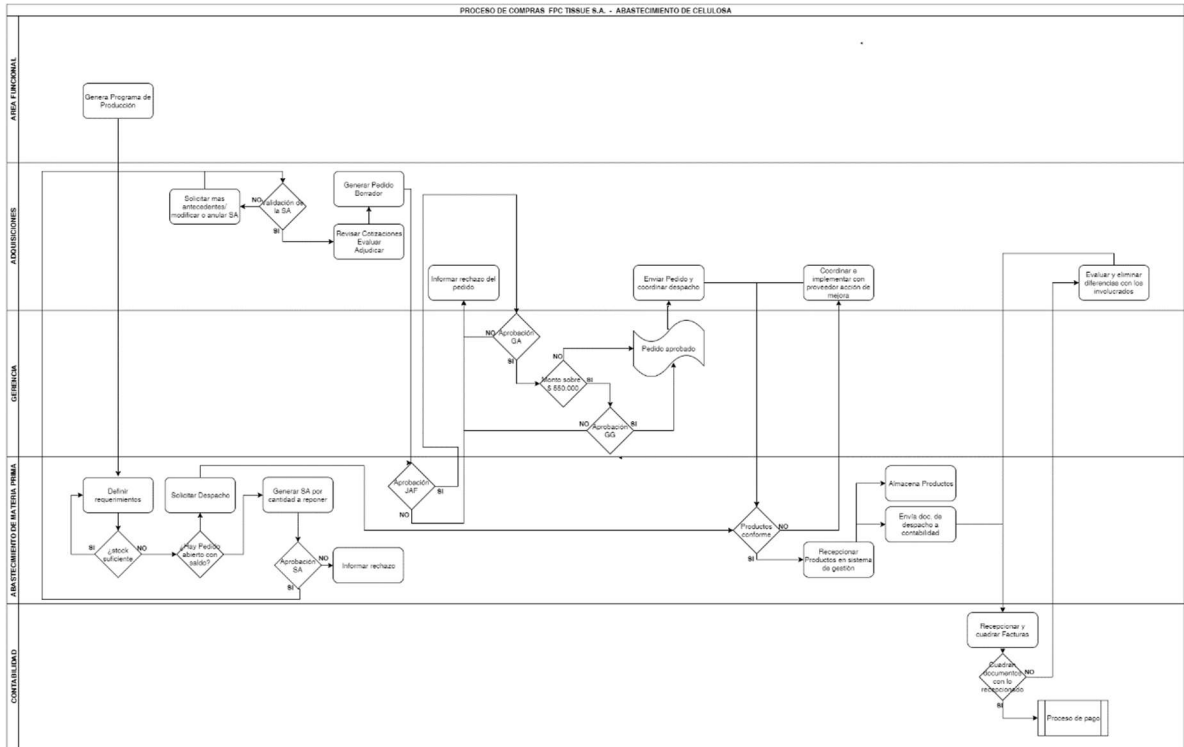 PROCESO DE COMPRAS FPC TISSUE S.A. - ABASTECIMIENTO DE CELULOSA
AREA FUNCIONAL
Genera Programa de
Producción
ADQUISICIONES
Solicitar mas
antecedentes/
modificar o anular SA
NO
Validación de
la SA
SI
Generar Pedido
Borrador
Revisar Cotizaciones
Evaluar
Adjudicar
Informar rechazo del
pedido
Enviar Pedido y
coordinar despacho
Coordinar e
implementar con
proveedor acción de
mejora
Evaluar y eliminar
diferencias con los
involucrados
GERENCIA
NO
Aprobación
GA
SI
NO
Monto sobre
$ 550.000
SI
Pedido aprobado
NO
Aprobación
GG
SI
ABASTECIMIENTO DE MATERIA PRIMA
Definir
requerimientos
SI
¿stock
suficiente
NO
Solicitar Despacho
¿Hay Pedido
abierto con
saldo?
Generar SA por
cantidad a reponer
Aprobación
SA
NO
SI
Informar rechazo
Aprobación
JAF
SI
NO
Productos
conforme
NO
SI
Recepcionar
Productos en sistema
de gestión
Almacena Productos
Envía doc. de
despacho a
contabilidad
CONTABILIDAD
Recepcionar y
cuadrar Facturas
Cuadran
documentos
con lo
recepcionado
NO
SI
Proceso de pago